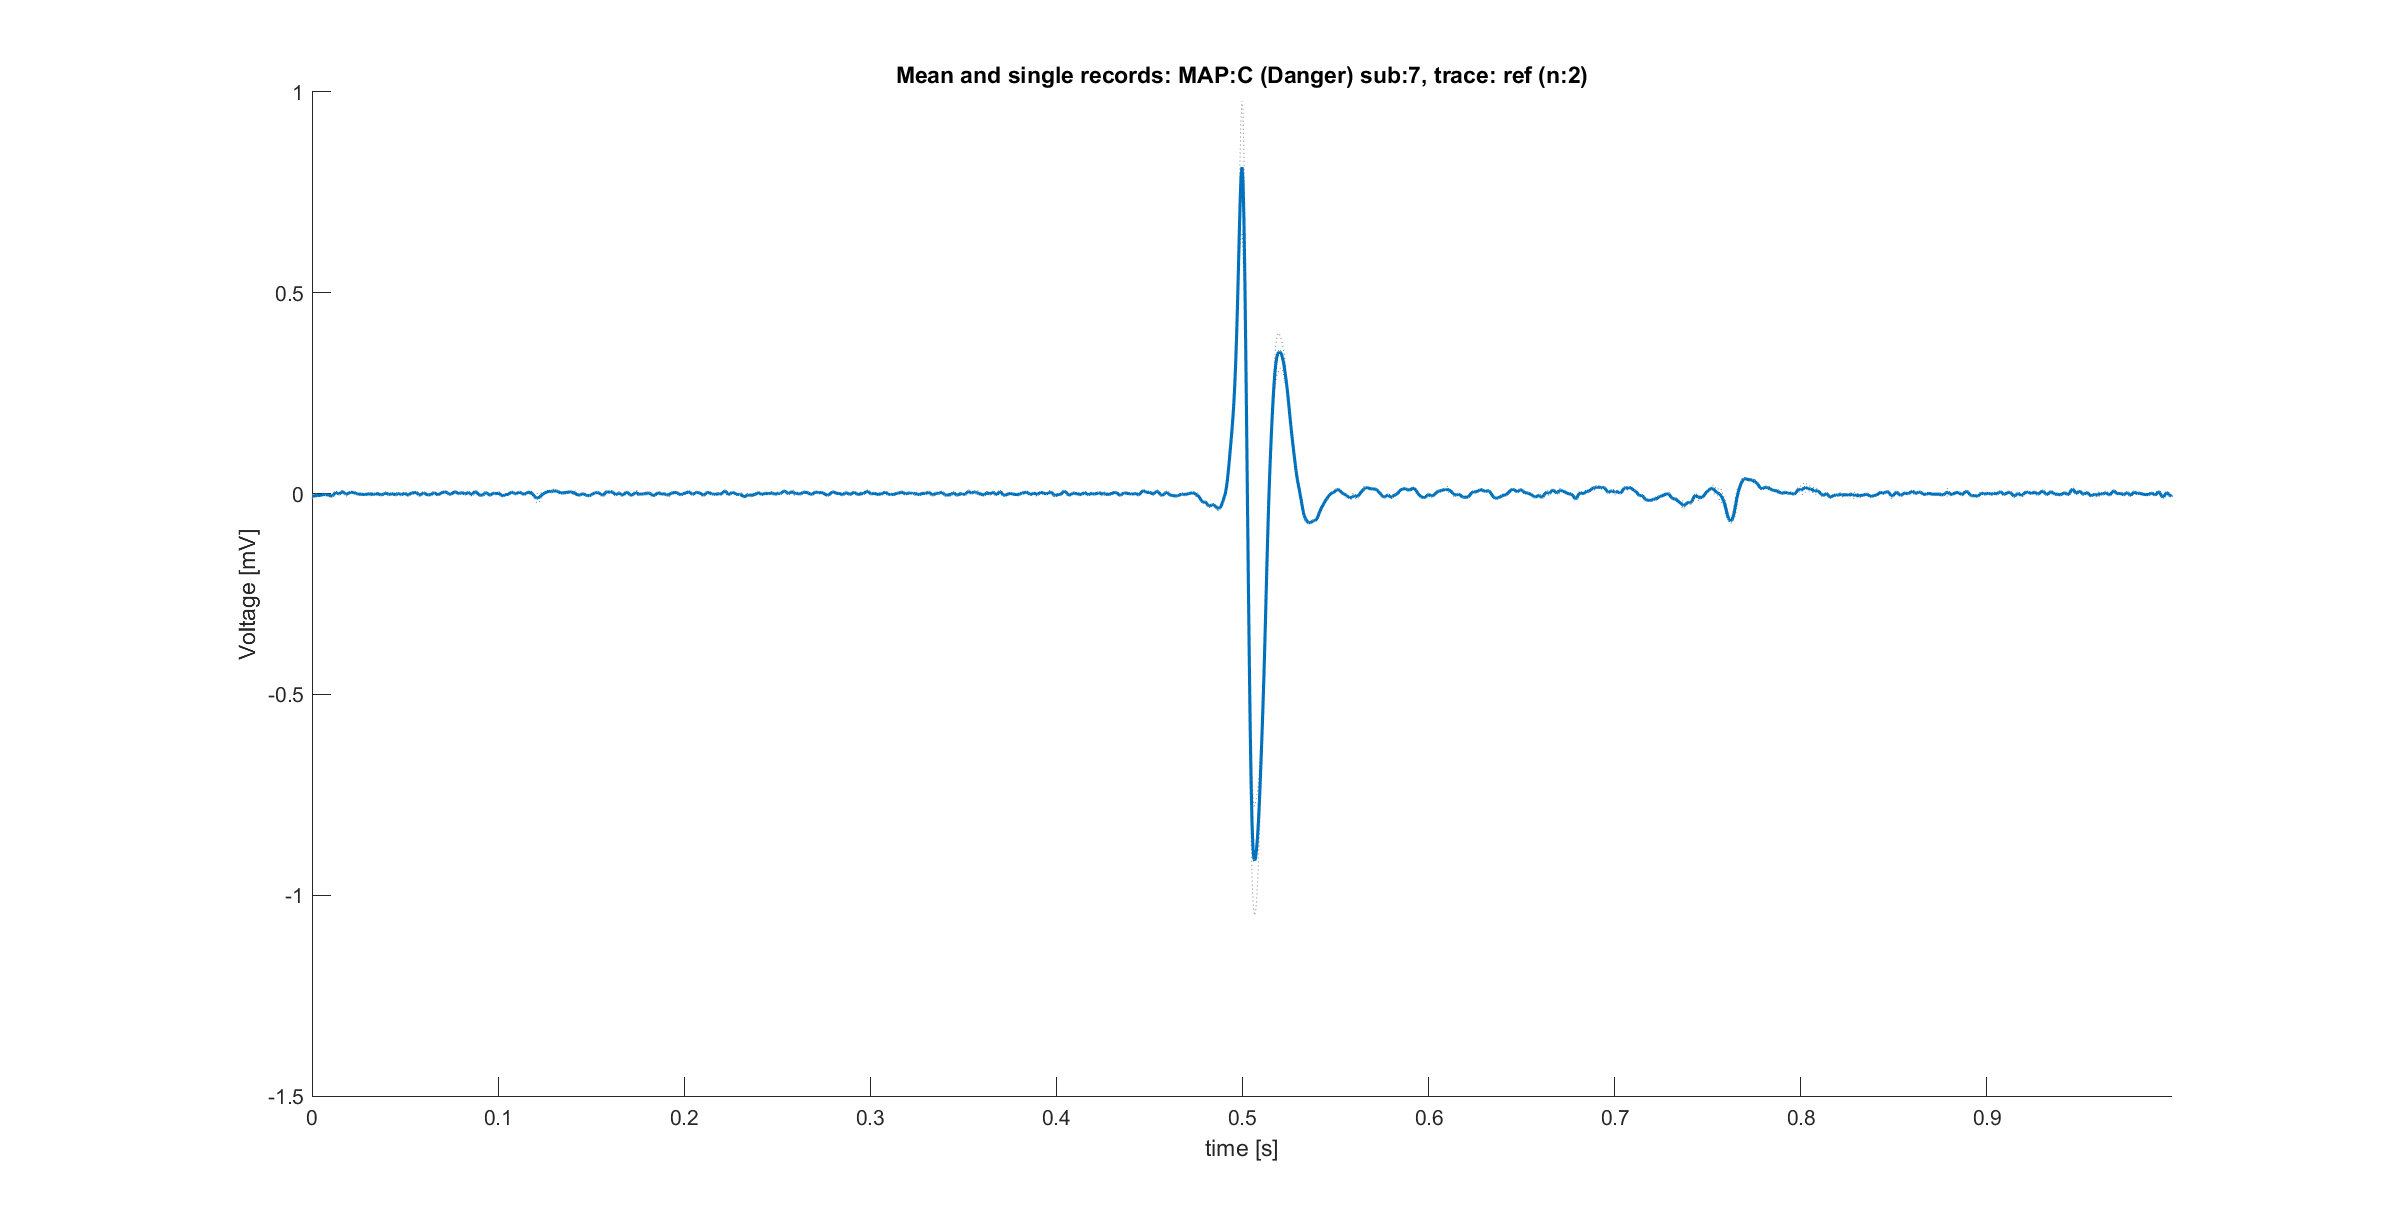 Mean and single records: MAP:C (Danger) sub:7, trace: ref (n:2)
1
0.5
0
-0.5
-1
-1.5
Voltage [mV]
0 0.1 0.2 0.3 0.4 0.5 0.6 0.7 0.8 0.9
time [s]